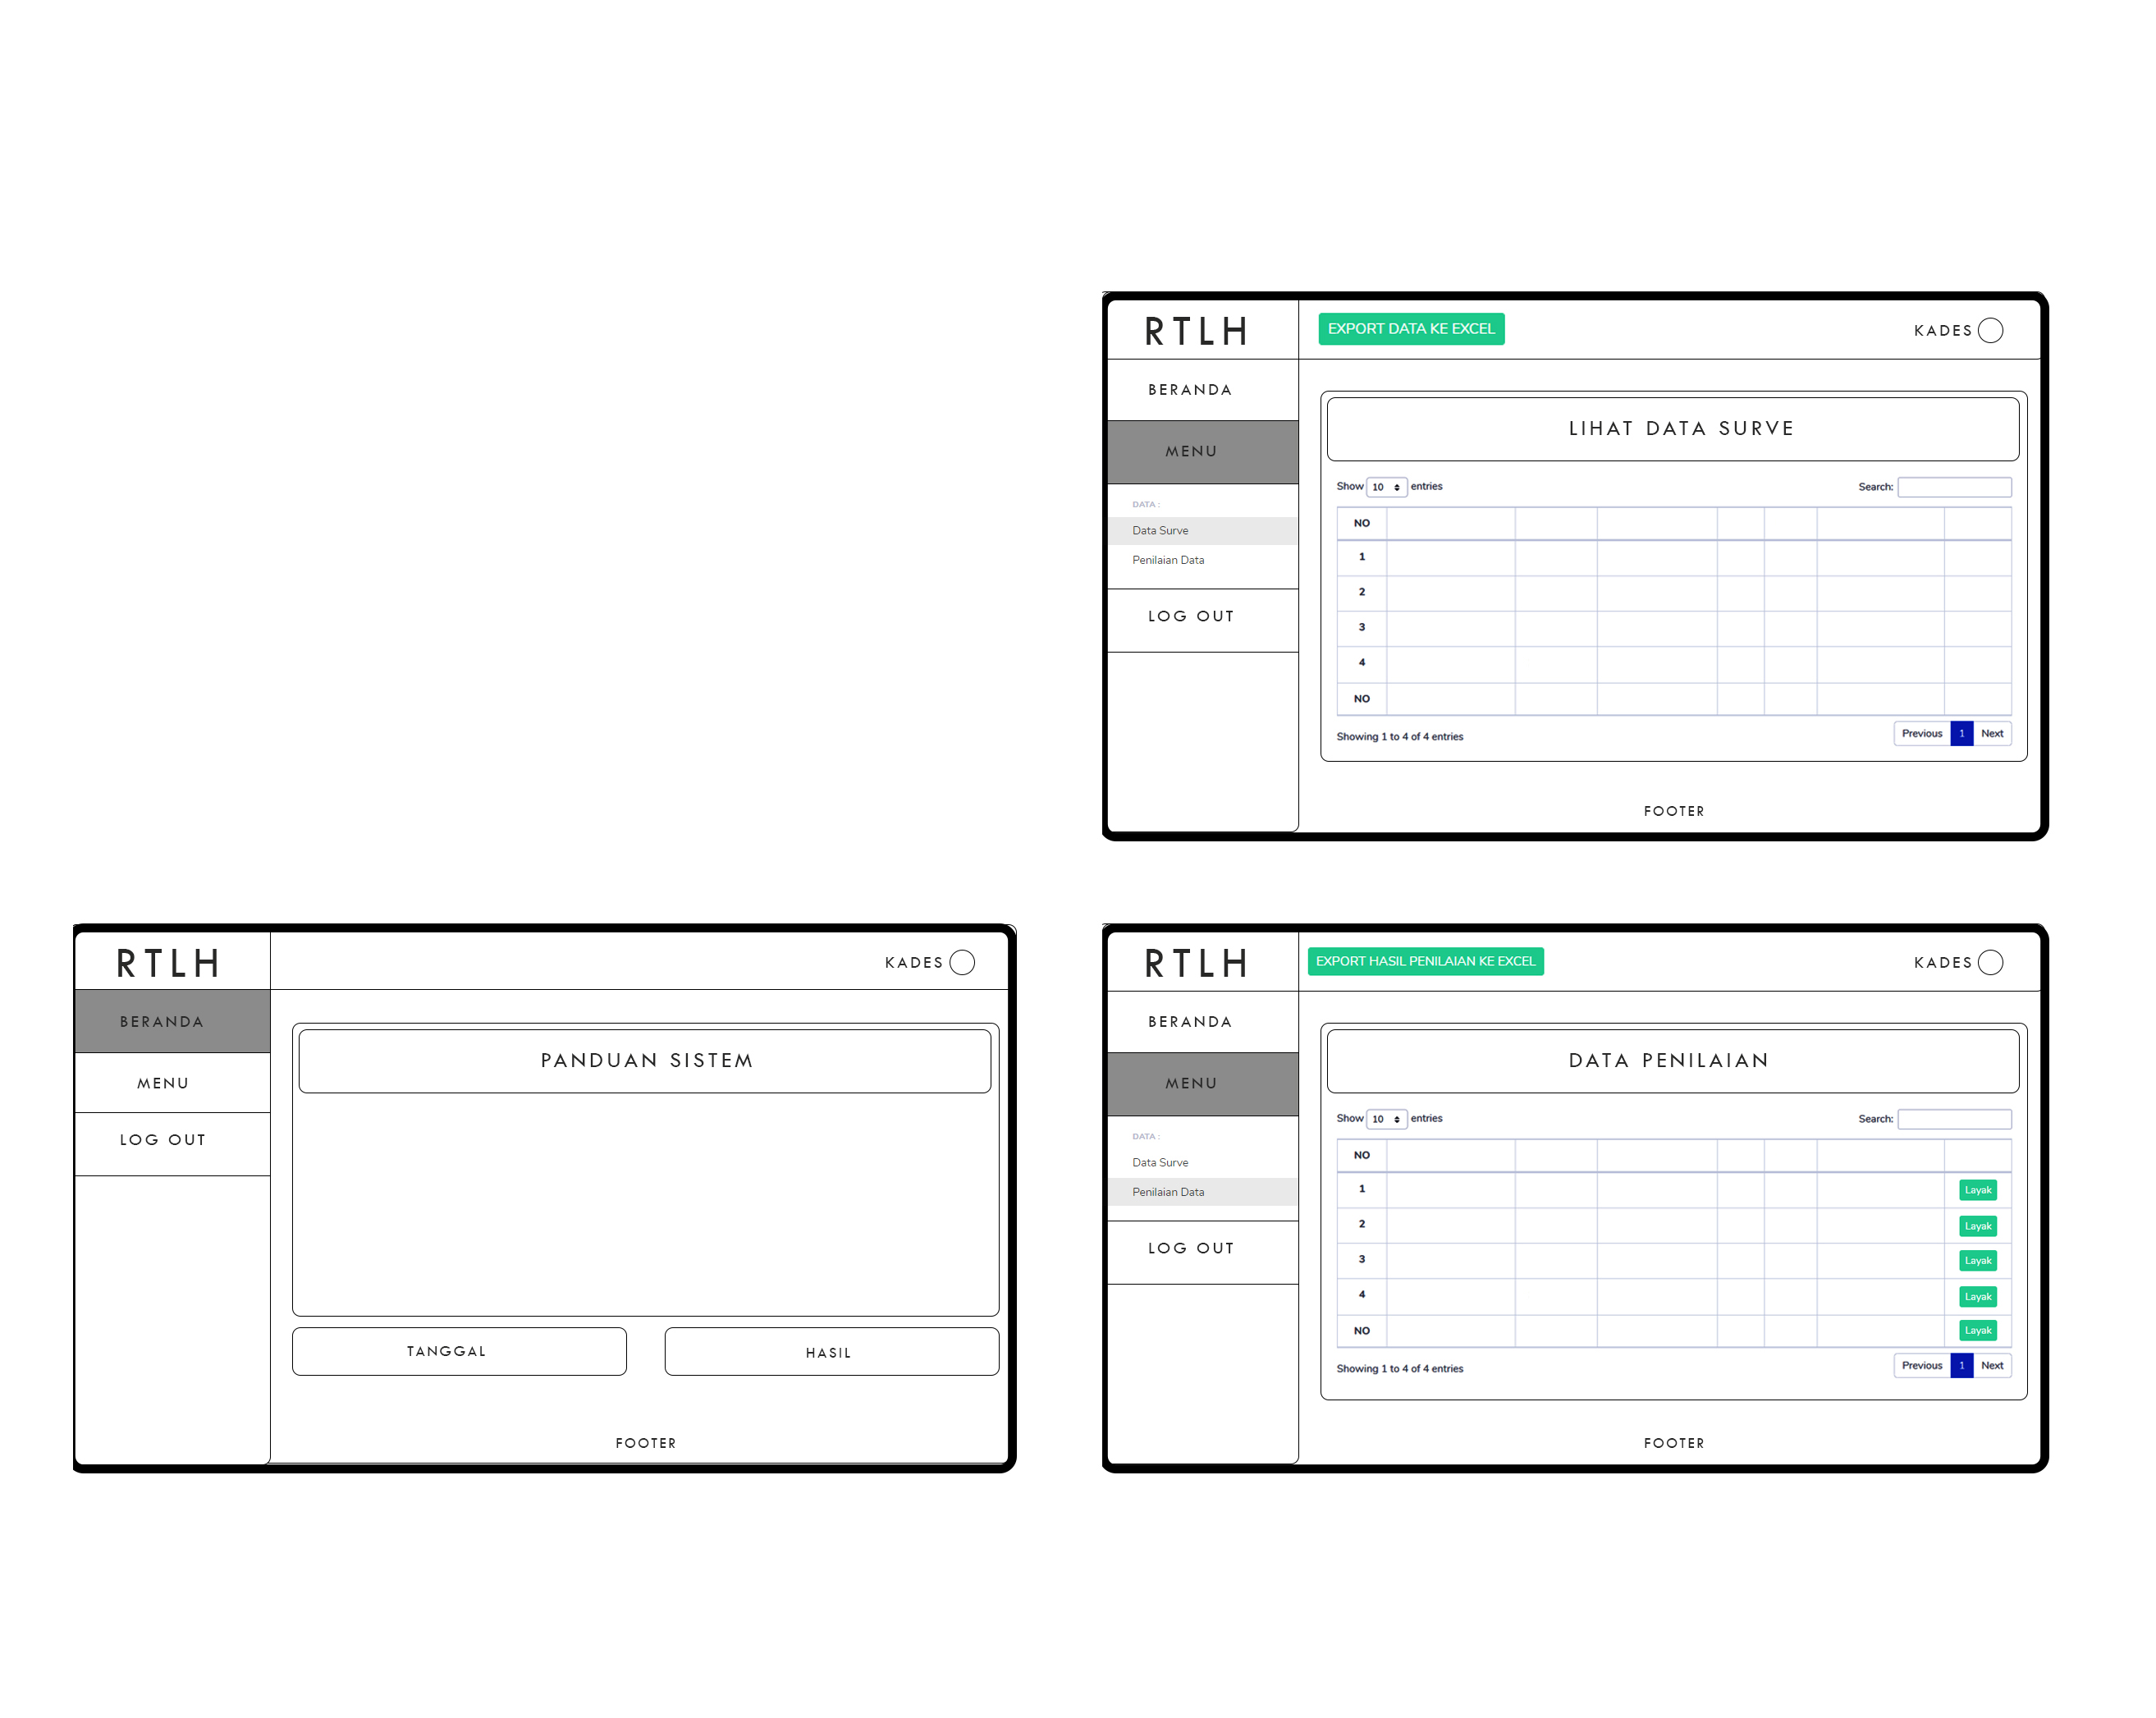 RTLH
EXPORT DATA KE EXCEL
KADES
BERANDA
MENU
DATA :
Data Surve
Penilaian Data
LOG OUT
LIHAT DATA SURVE
Show 10 entries
Search:
NO
1
2
3
4
NO
Showing 1 to 4 of 4 entries
Previous 1 Next
FOOTER
RTLH
KADES
BERANDA
MENU
LOG OUT
PANDUAN SISTEM
TANGGAL
HASIL
FOOTER
RTLH
EXPORT HASIL PENILAIAN KE EXCEL
KADES
BERANDA
MENU
DATA :
Data Surve
Penilaian Data
LOG OUT
DATA PENILAIAN
Show 10 entries
Search:
NO
1 Layak
2 Layak
3 Layak
4 Layak
NO Layak
Showing 1 to 4 of 4 entries
Previous 1 Next
FOOTER